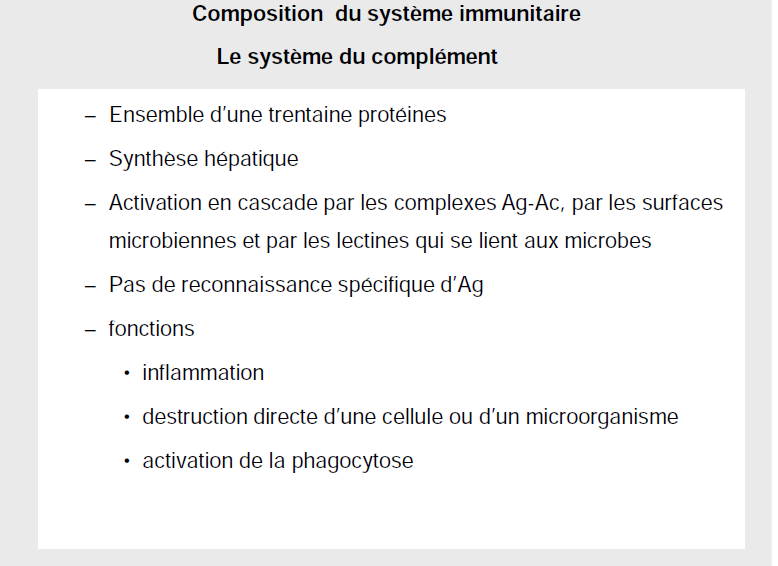 Composition du système immunitaire
Le système du complément
– Ensemble d'une trentaine protéines
– Synthèse hépatique
– Activation en cascade par les complexes Ag-Ac, par les surfaces
microbiennes et par les lectines qui se lient aux microbes
– Pas de reconnaissance spécifique d'Ag
– fonctions
• inflammation
• destruction directe d'une cellule ou d'un microorganisme
• activation de la phagocytose